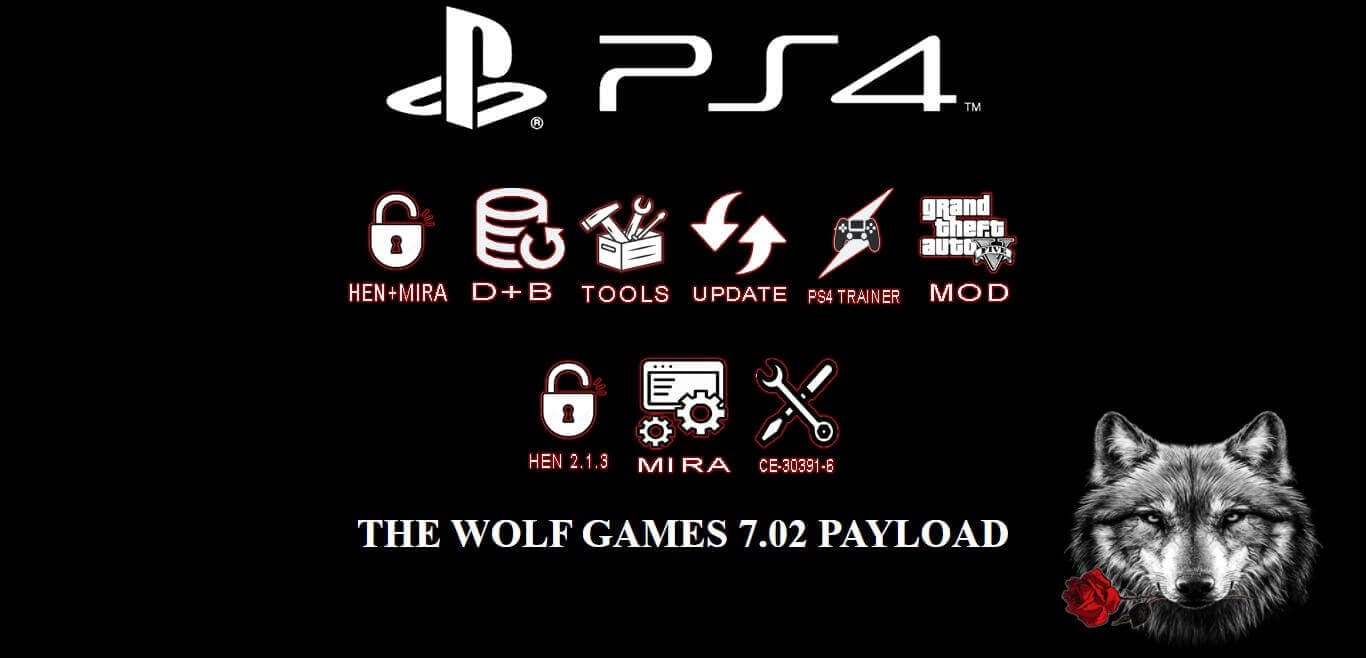 PS4™
®
grand
theft
auto
FIVE
HEN+MIRA D+B TOOLS UPDATE PS4 TRAINER MOD
HEN 2.1.3 MIRA CE-30391-6
THE WOLF GAMES 7.02 PAYLOAD